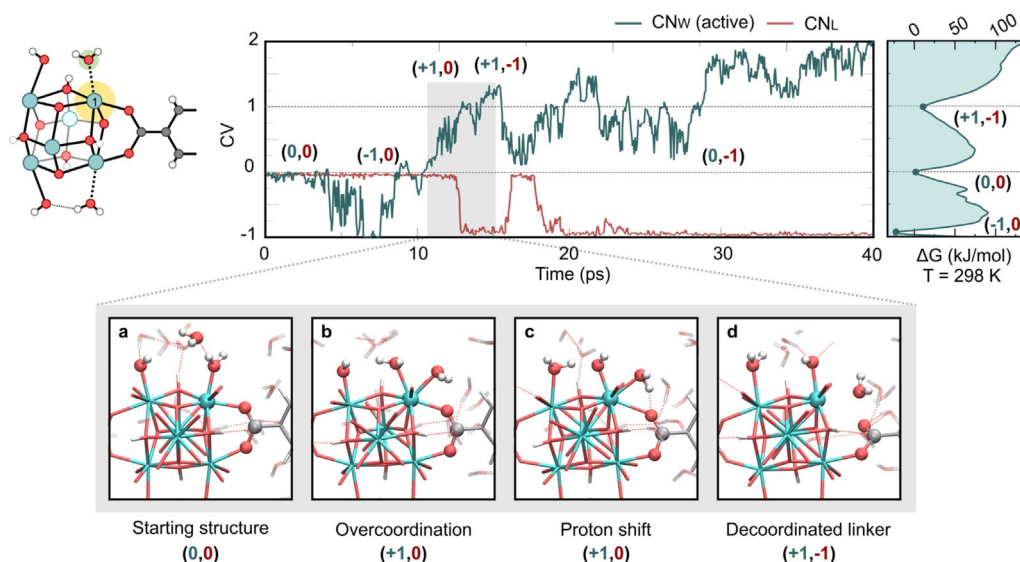 CNW (active) CNL
0 50 100
2
1
0
-1
CV
1
(+1,0) (+1,-1)
(0,0) (-1,0) (0,-1)
(+1,-1)
(0,0)
(-1,0)
0 10 20 30 40
Time (ps)
ΔG (kJ/mol)
T = 298 K
a b c d
Starting structure Overcoordination Proton shift Decoordinated linker
(0,0) (+1,0) (+1,0) (+1,-1)